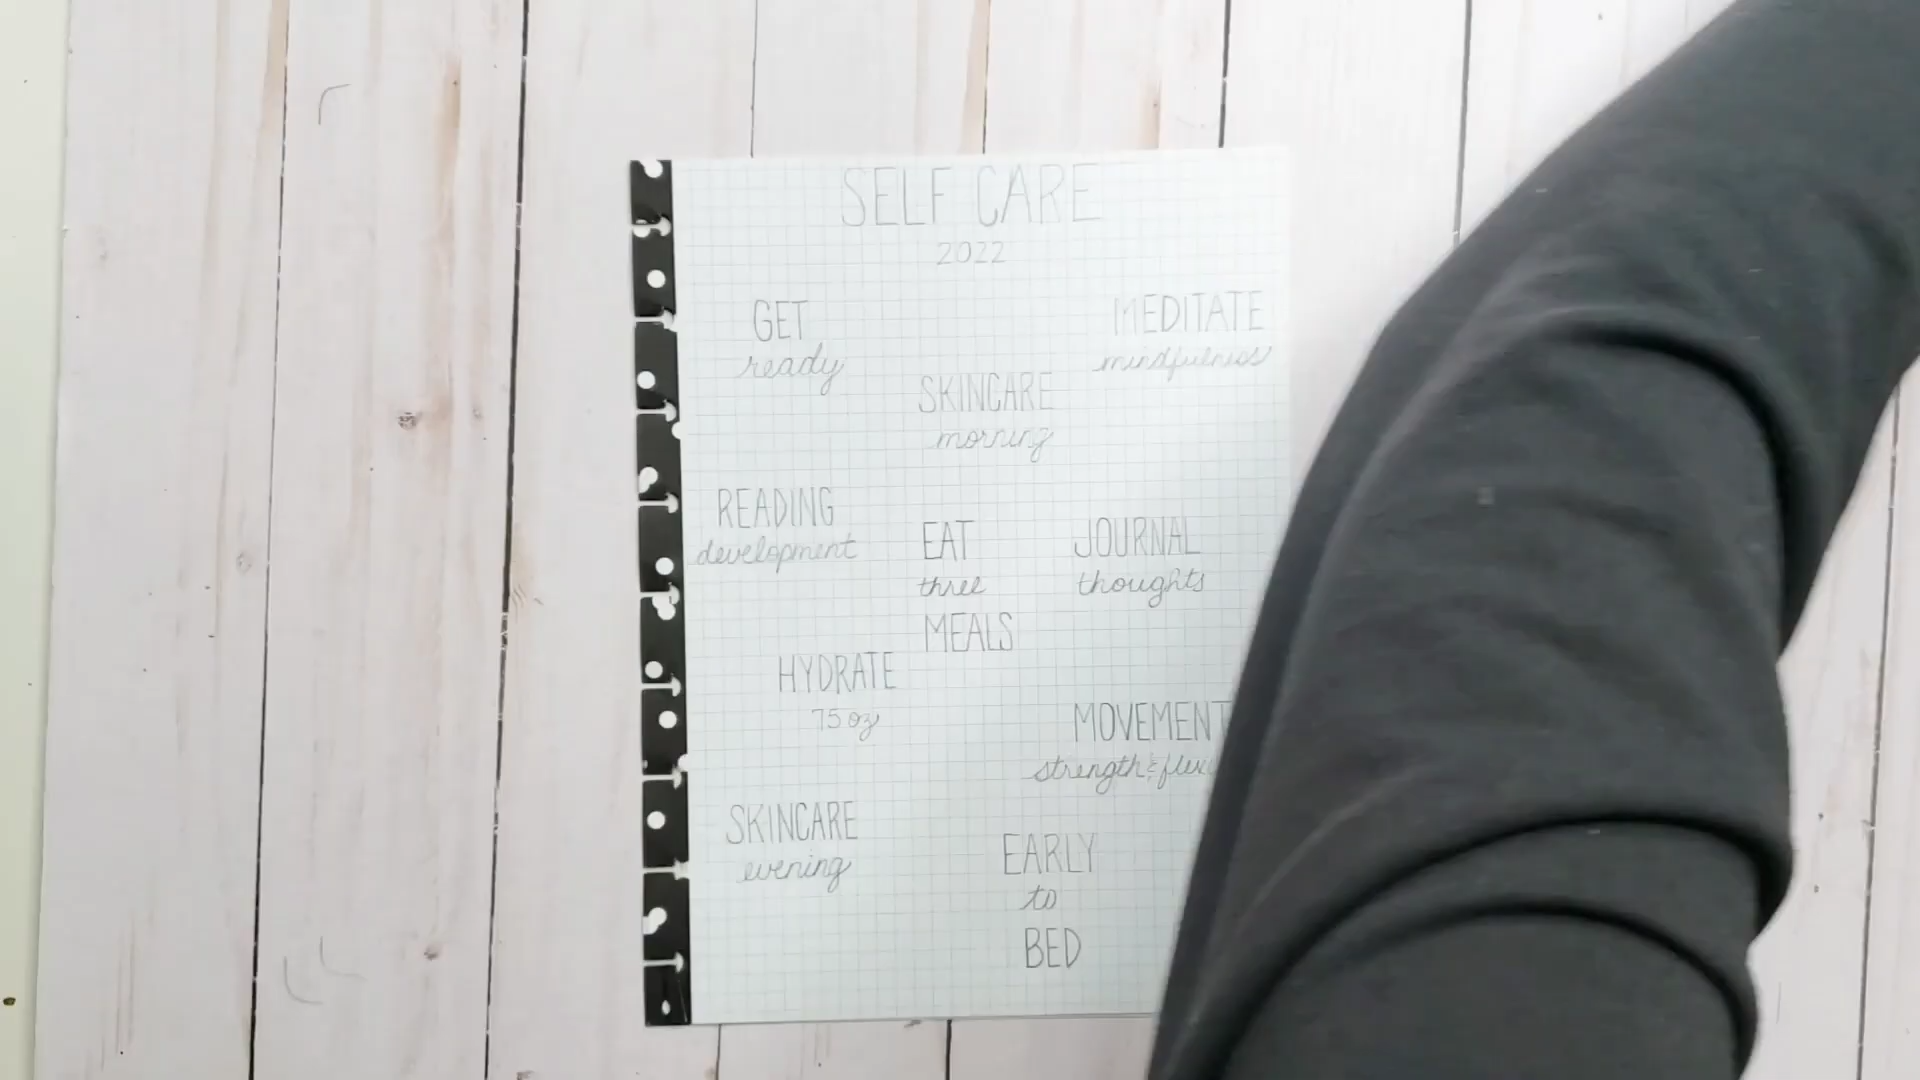 SELF CARE
2022
GET
ready
MEDITATE
mindfulness
SKINCARE
morning
READING
development
EAT
three
MEALS
JOURNAL
thoughts
HYDRATE
75 oz
MOVEMENT
strength &
SKINCARE
evening
EARLY
to
BED